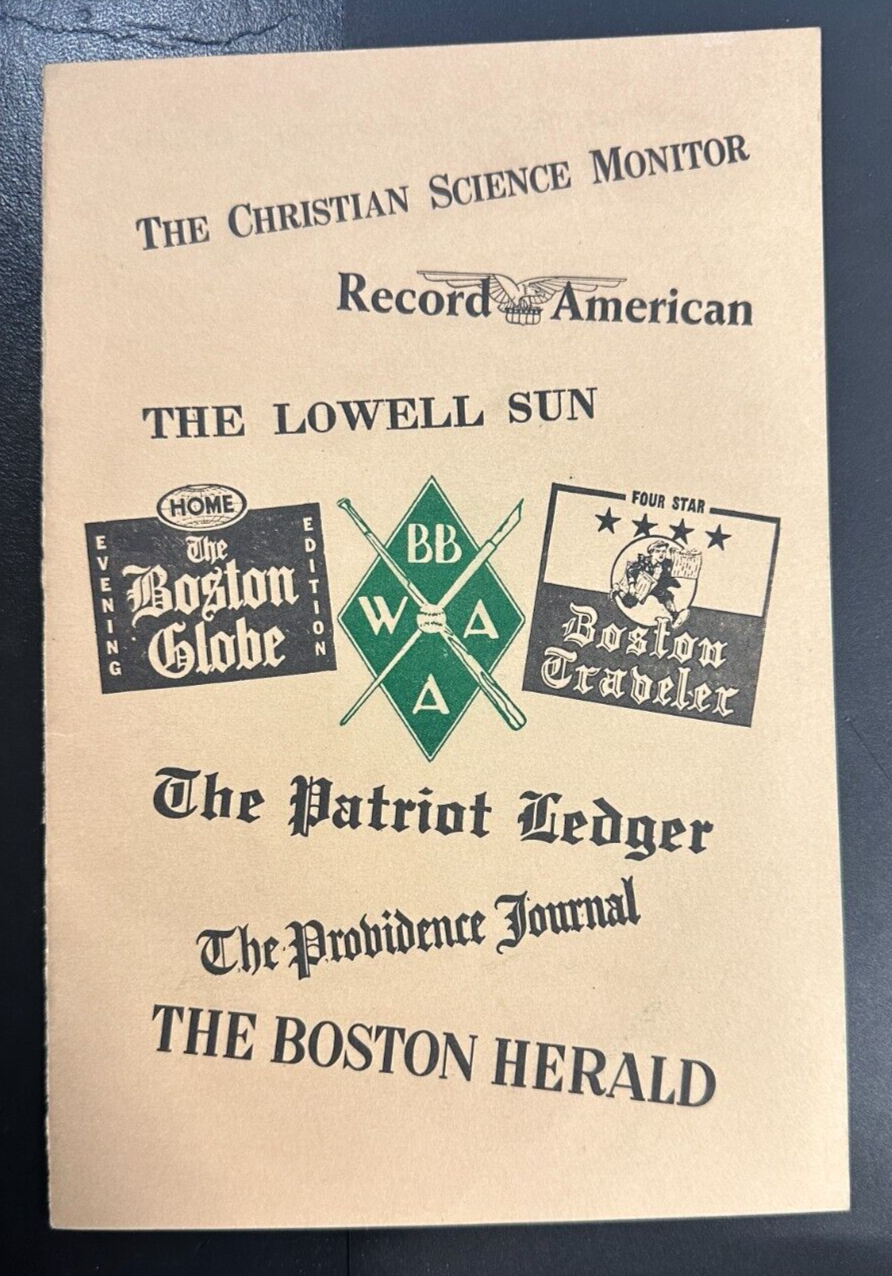 THE CHRISTIAN SCIENCE MONITOR
Record American
THE LOWELL SUN
HOME
EVENING
The
Boston
Globe
EDITION
BB
W A
A
FOUR STAR
Boston
Traveler
The Patriot Ledger
The Providence Journal
THE BOSTON HERALD